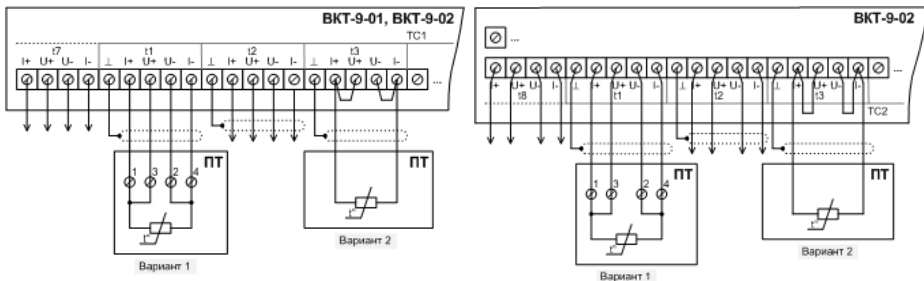 ВКТ-9-01, ВКТ-9-02
ТС1
t7 t1 t2 t3
I+ U+ U- I- ⊥ I+ U+ U- I- ⊥ I+ U+ U- I- ⊥ I+ U+ U- I- ...
ПТ
1 3 2 4
t°
Вариант 1
ПТ
t°
Вариант 2
ВКТ-9-02
...
...
I+ U+ U- I- ⊥ I+ U+ U- I- ⊥ I+ U+ U- I- ⊥ I+ U+ U- I-
t8 t1 t2 t3
ТС2
ПТ
1 3 2 4
t°
Вариант 1
ПТ
t°
Вариант 2